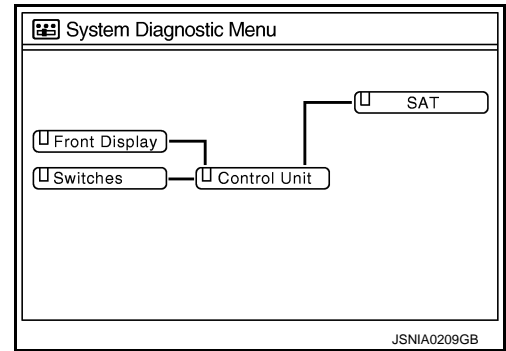 System Diagnostic Menu
SAT
Front Display
Switches
Control Unit
JSNIA0209GB